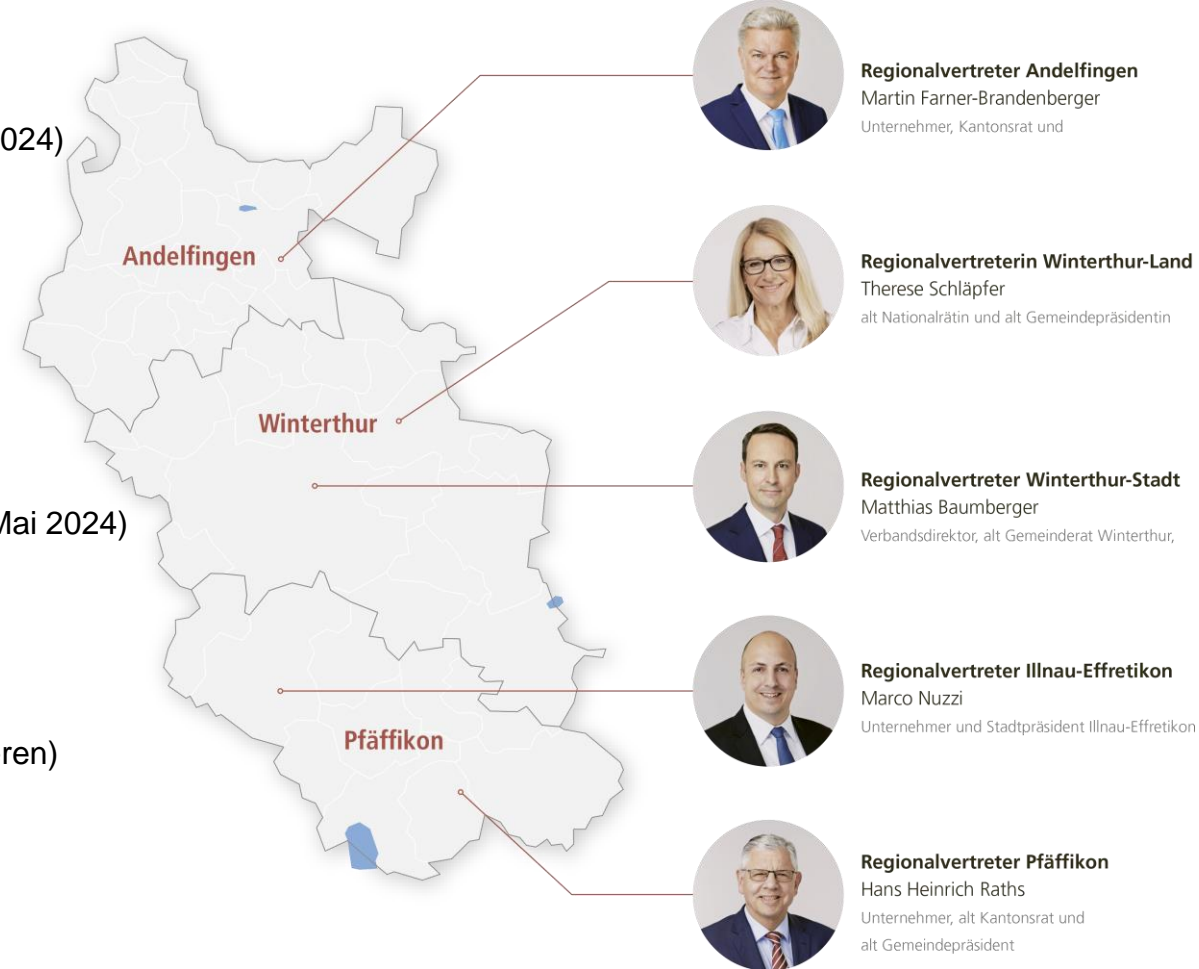 024)
Mai 2024)
ren)
Andelfingen
Winterthur
Pfäffikon
Regionalvertreter Andelfingen
Martin Farner-Brandenberger
Unternehmer, Kantonsrat und
Regionalvertreterin Winterthur-Land
Therese Schläpfer
alt Nationalrätin und alt Gemeindepräsidentin
Regionalvertreter Winterthur-Stadt
Matthias Baumberger
Verbandsdirektor, alt Gemeinderat Winterthur,
Regionalvertreter Illnau-Effretikon
Marco Nuzzi
Unternehmer und Stadtpräsident Illnau-Effretikon
Regionalvertreter Pfäffikon
Hans Heinrich Raths
Unternehmer, alt Kantonsrat und
alt Gemeindepräsident